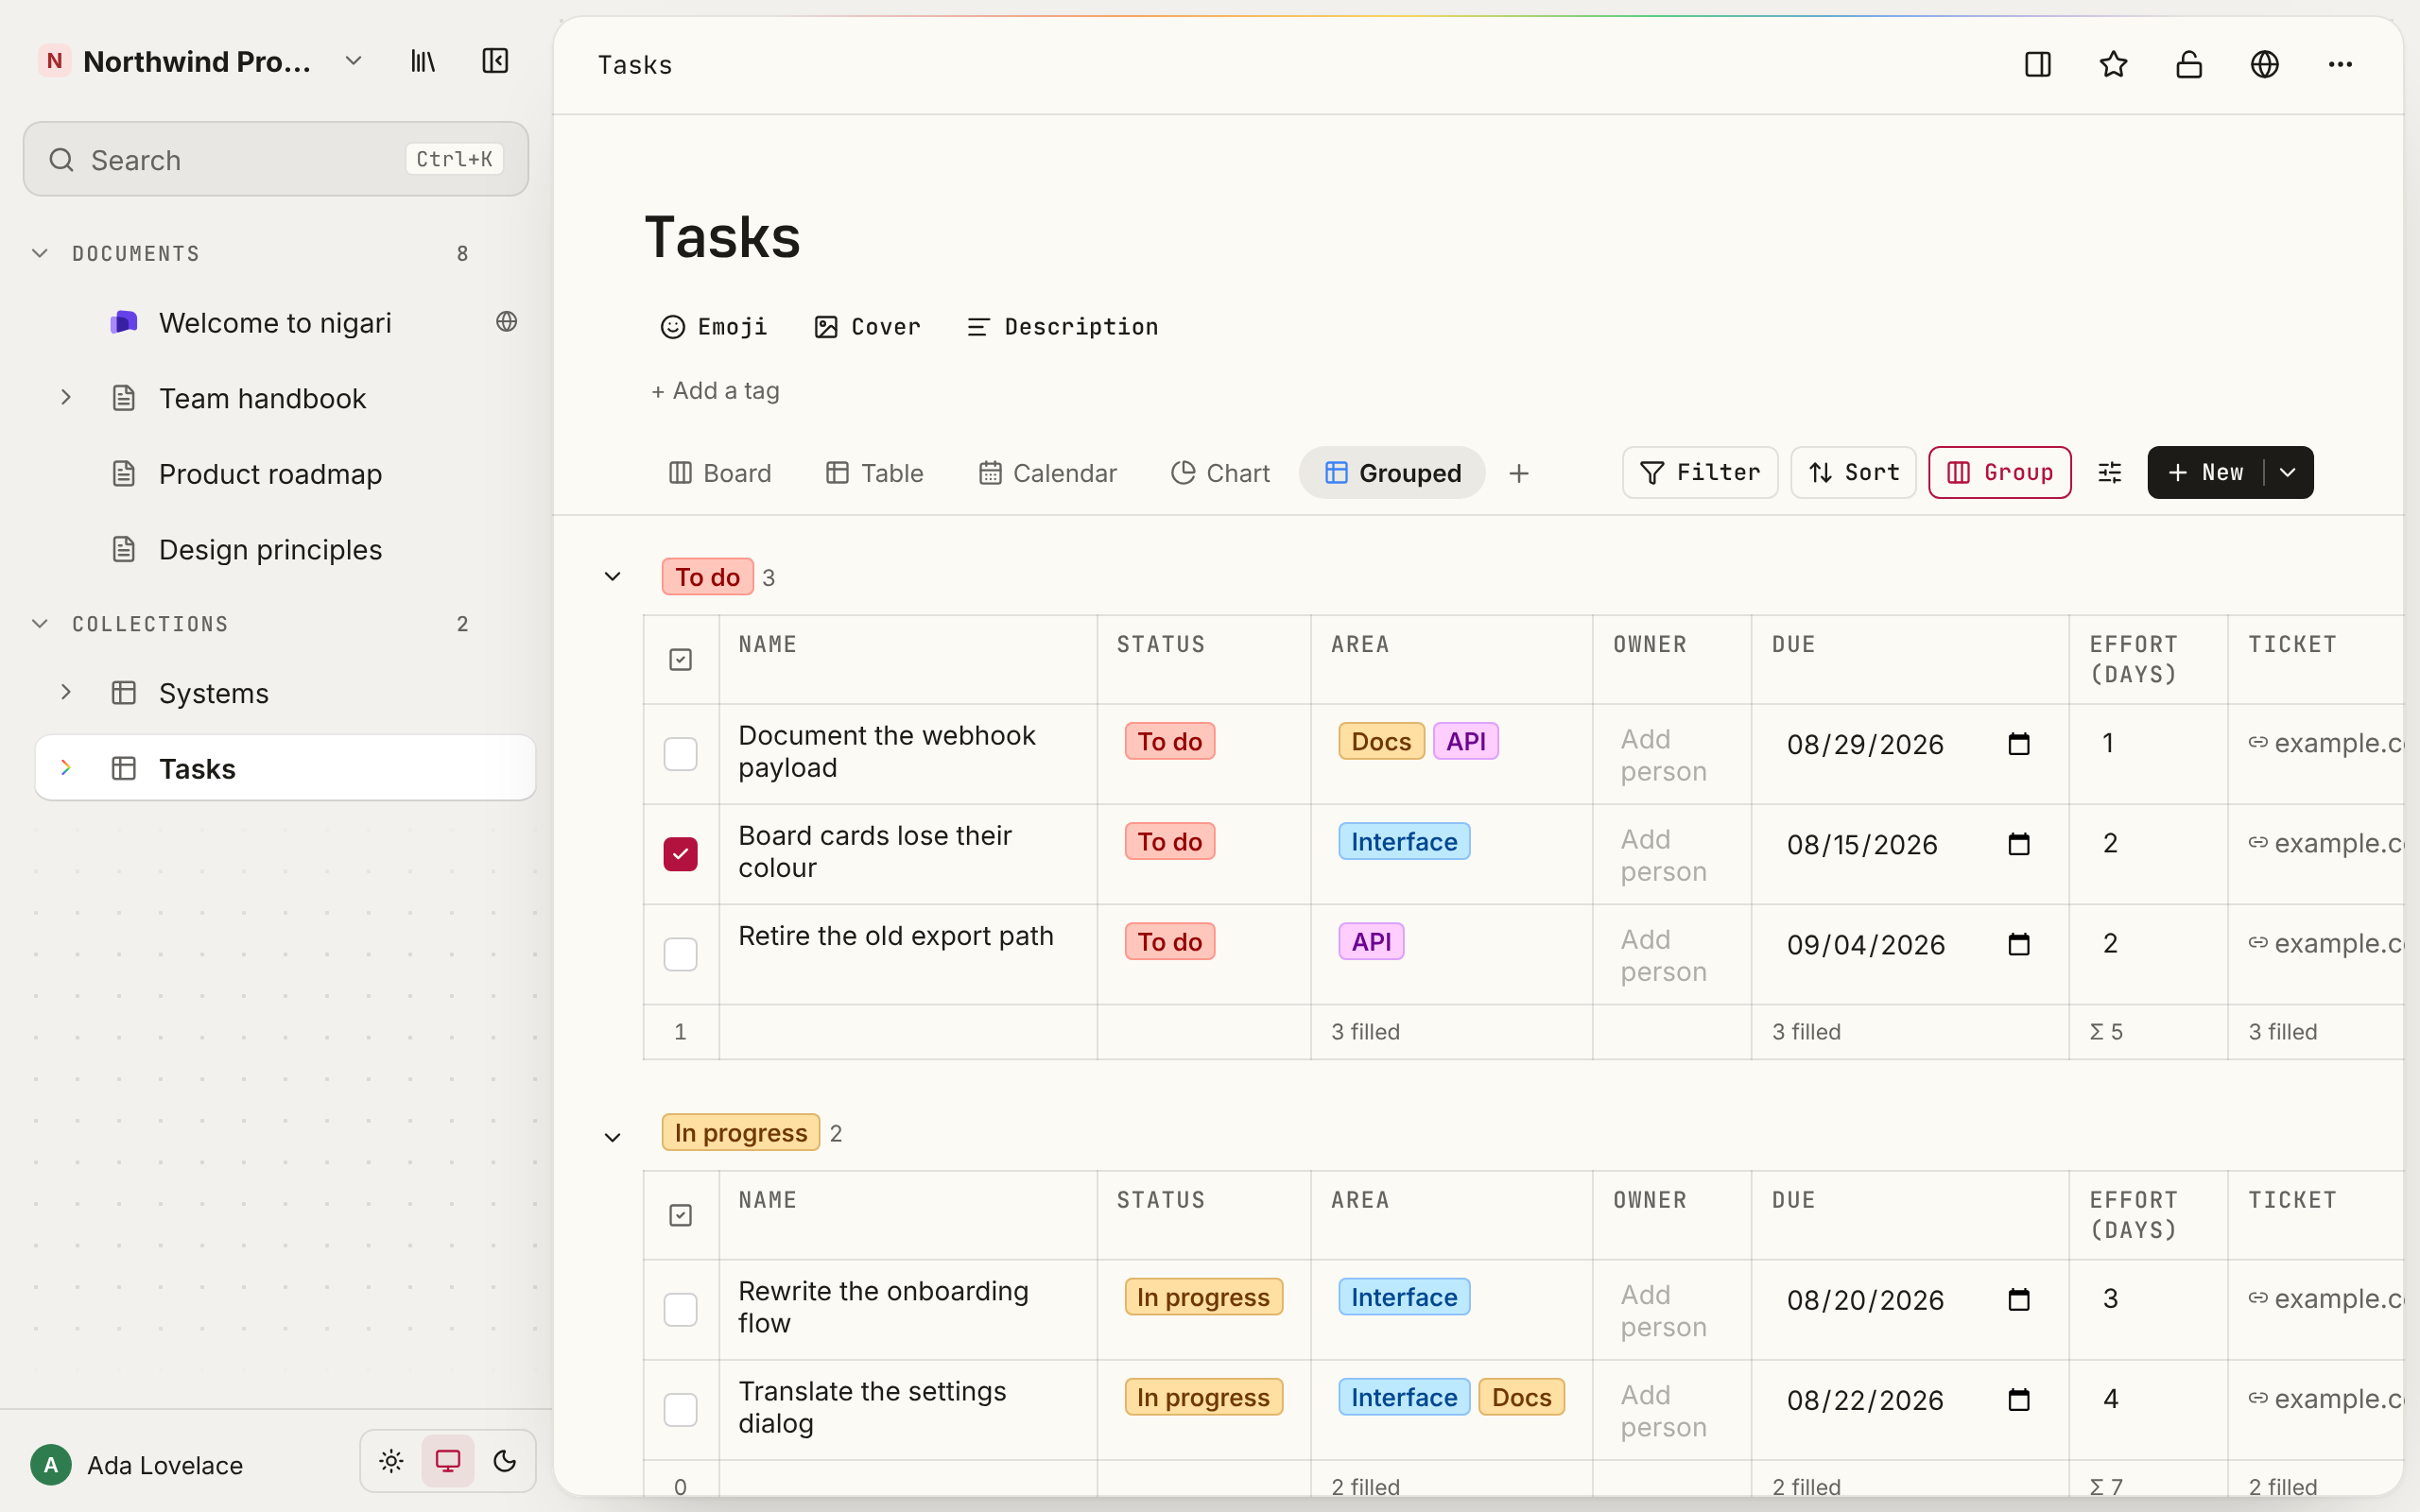 N Northwind Pro...
Search Ctrl+K
DOCUMENTS 8
Welcome to nigari
Team handbook
Product roadmap
Design principles
COLLECTIONS 2
Systems
Tasks
A Ada Lovelace
Tasks
Tasks
Emoji Cover Description
+ Add a tag
Board Table Calendar Chart Grouped + Filter Sort Group + New
To do 3
NAME STATUS AREA OWNER DUE EFFORT (DAYS) TICKET
Document the webhook payload To do Docs API Add person 08/29/2026 1 example.c
Board cards lose their colour To do Interface Add person 08/15/2026 2 example.c
Retire the old export path To do API Add person 09/04/2026 2 example.c
1 3 filled 3 filled Σ 5 3 filled
In progress 2
NAME STATUS AREA OWNER DUE EFFORT (DAYS) TICKET
Rewrite the onboarding flow In progress Interface Add person 08/20/2026 3 example.c
Translate the settings dialog In progress Interface Docs Add person 08/22/2026 4 example.c
0 2 filled 2 filled Σ 7 2 filled